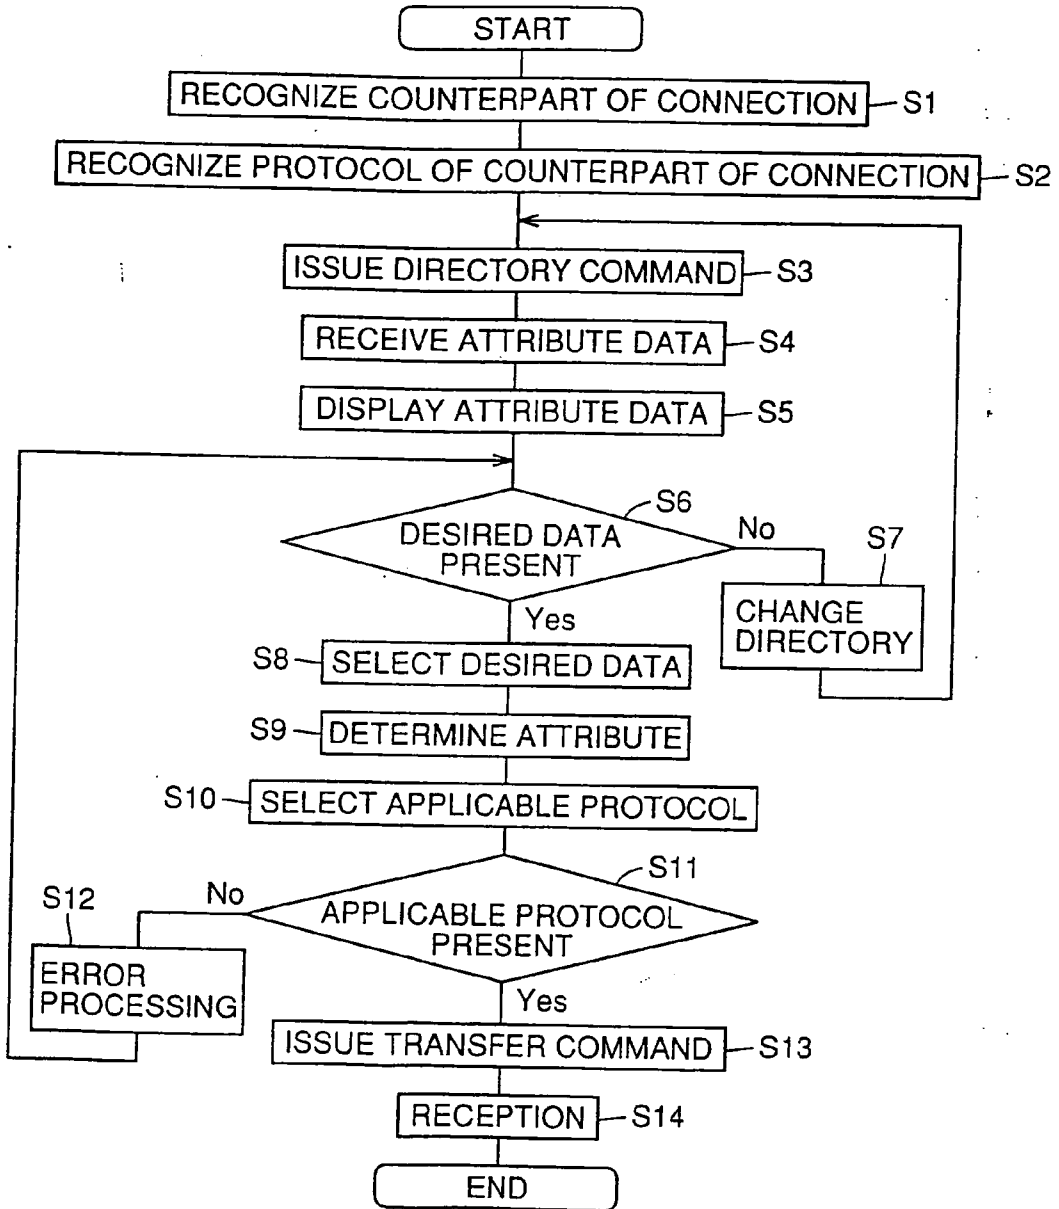 START
RECOGNIZE COUNTERPART OF CONNECTION
S1
RECOGNIZE PROTOCOL OF COUNTERPART OF CONNECTION
S2
ISSUE DIRECTORY COMMAND
S3
RECEIVE ATTRIBUTE DATA
S4
DISPLAY ATTRIBUTE DATA
S5
S6
DESIRED DATA
PRESENT
No
S7
CHANGE
DIRECTORY
Yes
S8
SELECT DESIRED DATA
S9
DETERMINE ATTRIBUTE
S10
SELECT APPLICABLE PROTOCOL
S11
APPLICABLE PROTOCOL
PRESENT
No
S12
ERROR
PROCESSING
Yes
ISSUE TRANSFER COMMAND
S13
RECEPTION
S14
END